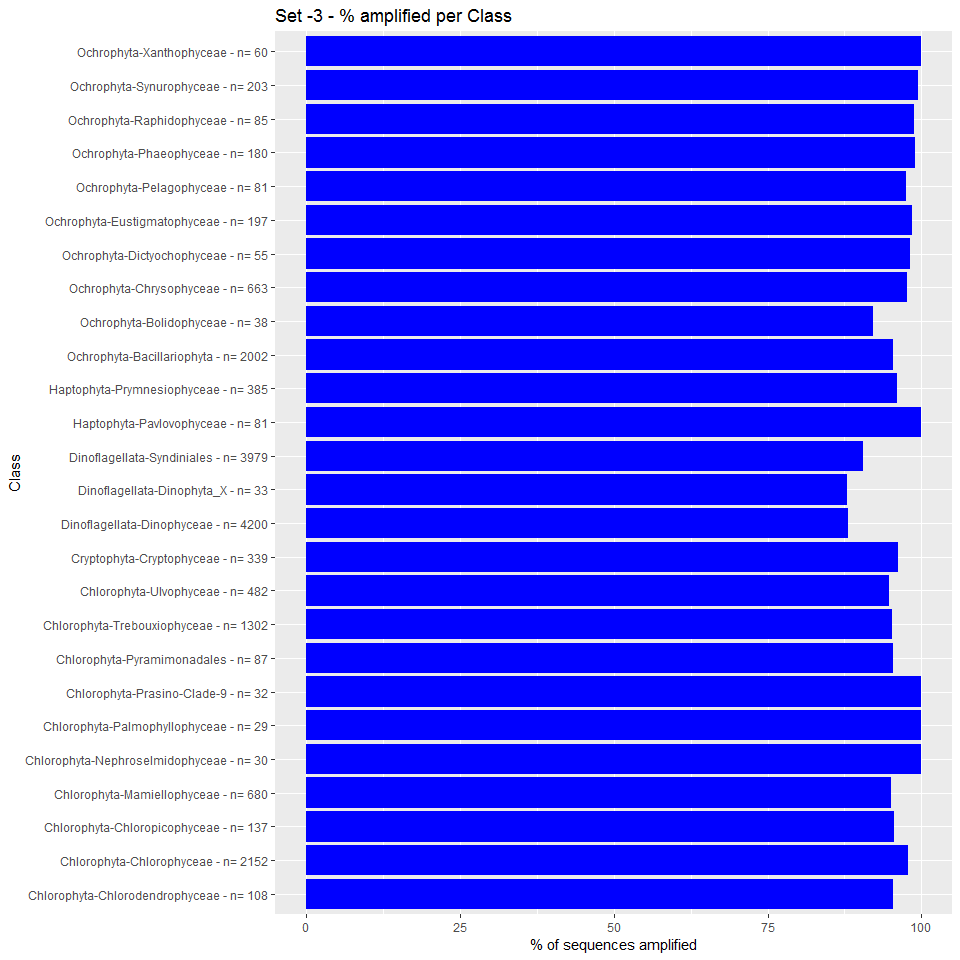 Set -3 - % amplified per Class
Ochrophyta-Xanthophyceae - n= 60
Ochrophyta-Synurophyceae - n= 203
Ochrophyta-Raphidophyceae - n= 85
Ochrophyta-Phaeophyceae - n= 180
Ochrophyta-Pelagophyceae - n= 81
Ochrophyta-Eustigmatophyceae - n= 197
Ochrophyta-Dictyochophyceae - n= 55
Ochrophyta-Chrysophyceae - n= 663
Ochrophyta-Bolidophyceae - n= 38
Ochrophyta-Bacillariophyta - n= 2002
Haptophyta-Prymnesiophyceae - n= 385
Haptophyta-Pavlovophyceae - n= 81
Dinoflagellata-Syndiniales - n= 3979
Dinoflagellata-Dinophyta_X - n= 33
Dinoflagellata-Dinophyceae - n= 4200
Cryptophyta-Cryptophyceae - n= 339
Chlorophyta-Ulvophyceae - n= 482
Chlorophyta-Trebouxiophyceae - n= 1302
Chlorophyta-Pyramimonadales - n= 87
Chlorophyta-Prasino-Clade-9 - n= 32
Chlorophyta-Palmophyllophyceae - n= 29
Chlorophyta-Nephroselmidophyceae - n= 30
Chlorophyta-Mamiellophyceae - n= 680
Chlorophyta-Chloropicophyceae - n= 137
Chlorophyta-Chlorophyceae - n= 2152
Chlorophyta-Chlorodendrophyceae - n= 108
Class
0 25 50 75 100
% of sequences amplified